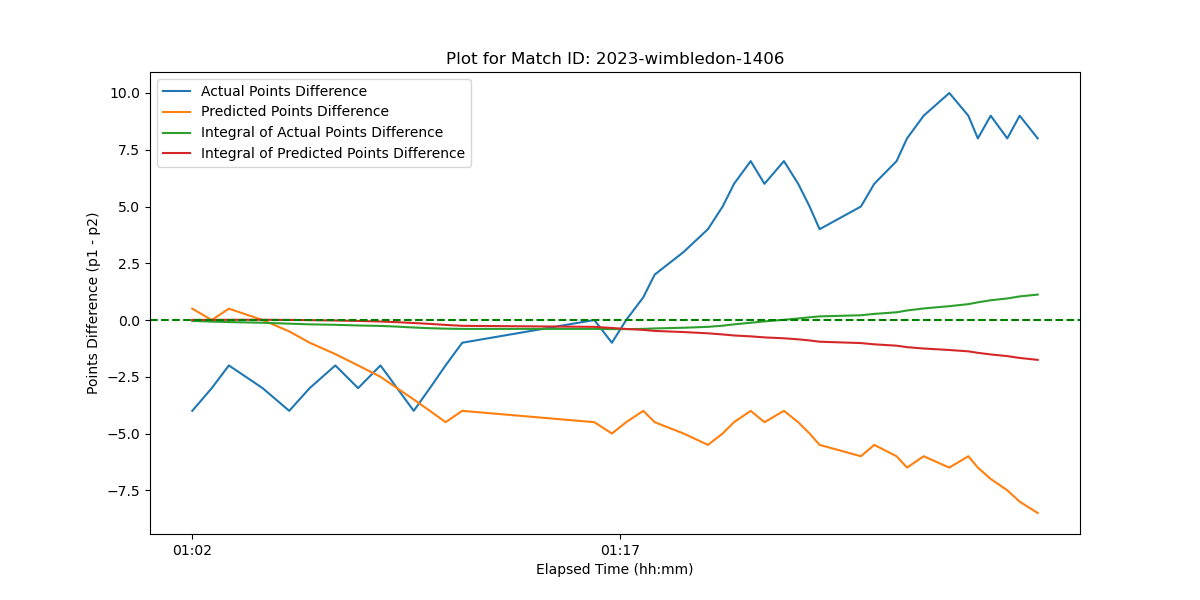 Plot for Match ID: 2023-wimbledon-1406
Actual Points Difference
Predicted Points Difference
Integral of Actual Points Difference
Integral of Predicted Points Difference
Points Difference (p1 - p2)
10.0
7.5
5.0
2.5
0.0
−2.5
−5.0
−7.5
01:02
01:17
Elapsed Time (hh:mm)